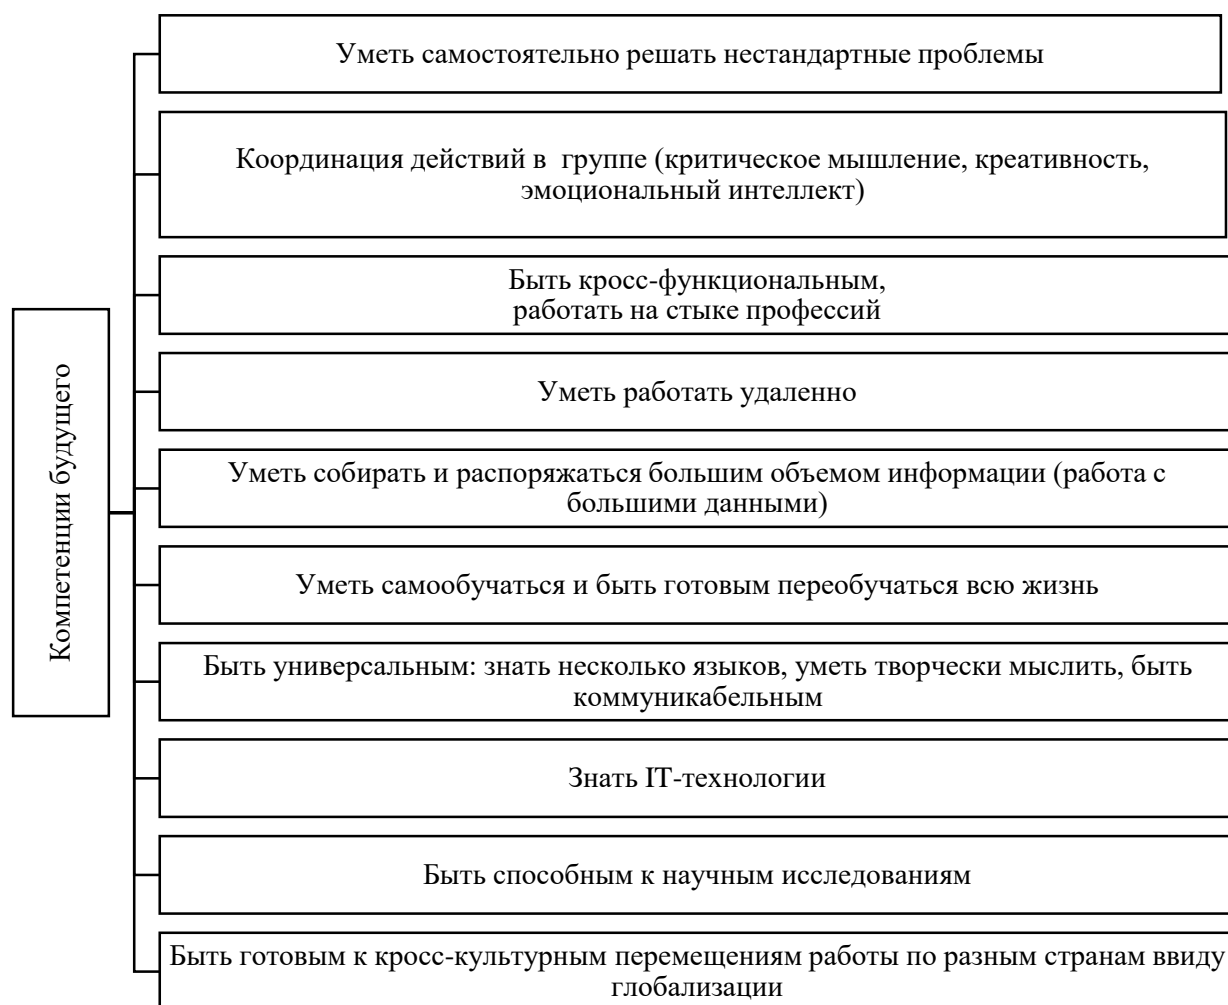 Компетенции будущего
Уметь самостоятельно решать нестандартные проблемы
Координация действий в группе (критическое мышление, креативность,
эмоциональный интеллект)
Быть кросс-функциональным,
работать на стыке профессий
Уметь работать удаленно
Уметь собирать и распоряжаться большим объемом информации (работа с
большими данными)
Уметь самообучаться и быть готовым переобучаться всю жизнь
Быть универсальным: знать несколько языков, уметь творчески мыслить, быть
коммуникабельным
Знать IT-технологии
Быть способным к научным исследованиям
Быть готовым к кросс-культурным перемещениям работы по разным странам ввиду
глобализации